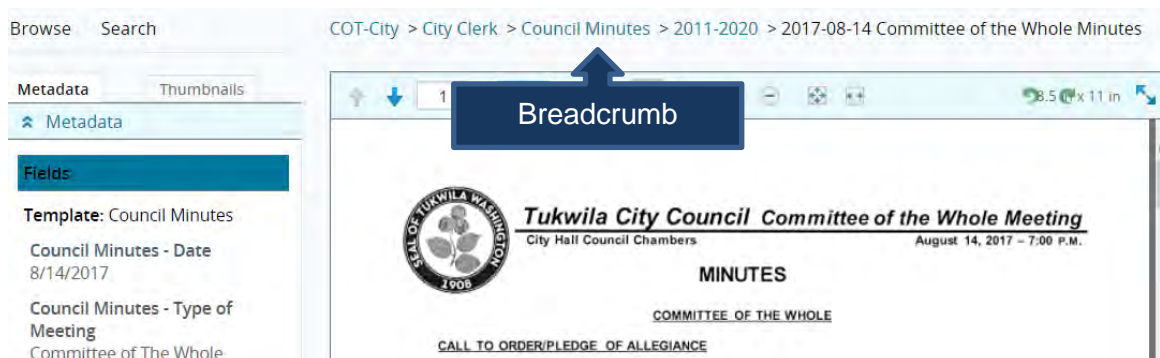 Browse Search
COT-City > City Clerk > Council Minutes > 2011-2020 > 2017-08-14 Committee of the Whole Minutes
Metadata Thumbnails
1
8.5 x 11 in
Breadcrumb
Metadata
Fields
Template: Council Minutes
Council Minutes - Date
8/14/2017
Council Minutes - Type of
Meeting
Committee of The Whole
SEAL OF TUKWILA WASHINGTON
1908
Tukwila City Council Committee of the Whole Meeting
City Hall Council Chambers August 14, 2017 – 7:00 P.M.
MINUTES
COMMITTEE OF THE WHOLE
CALL TO ORDER/PLEDGE OF ALLEGIANCE